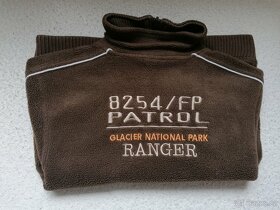 8254/FP
PATROL
GLACIER NATIONAL PARK
RANGER